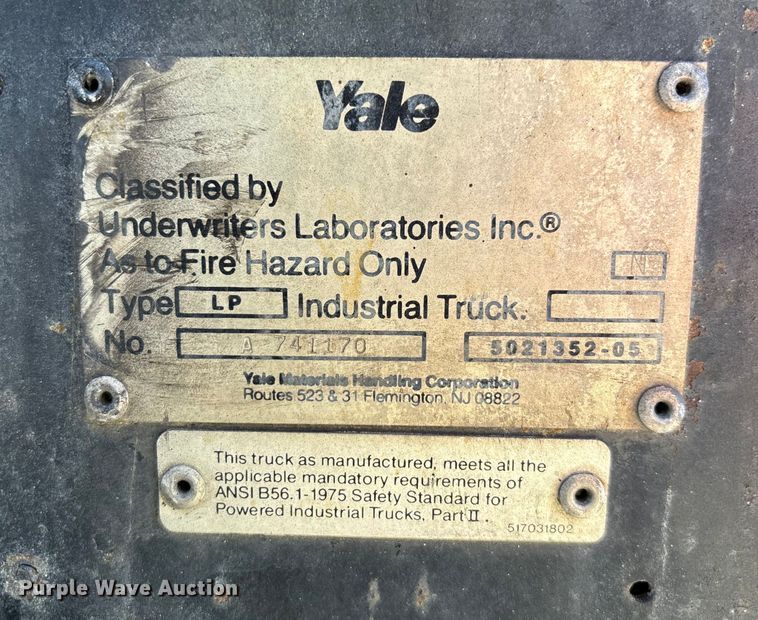 Yale
Classified by
Underwriters Laboratories Inc.®
As to Fire Hazard Only N
Type LP Industrial Truck.
No. A 741170 5021352-05
Yale Materials Handling Corporation
Routes 523 & 31 Flemington, NJ 08822
This truck as manufactured, meets all the
applicable mandatory requirements of
ANSI B56.1-1975 Safety Standard for
Powered Industrial Trucks, Part II.
517031802
Purple Wave Auction